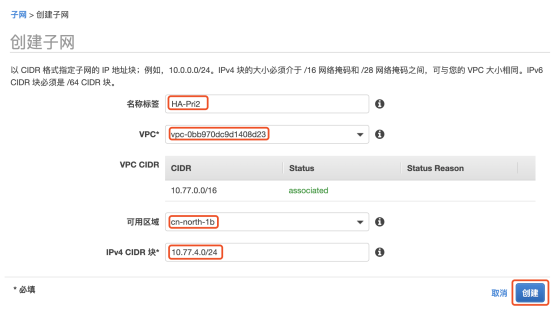 子网 > 创建子网
创建子网
以 CIDR 格式指定子网的 IP 地址块；例如，10.0.0.0/24。IPv4 块的大小必须介于 /16 网络掩码和 /28 网络掩码之间，可与您的 VPC 大小相同。IPv6
CIDR 块必须是 /64 CIDR 块。
名称标签 HA-Pri2
VPC* vpc-0bb970dc9d1408d23
VPC CIDR CIDR Status Status Reason
10.77.0.0/16 associated
可用区域 cn-north-1b
IPv4 CIDR 块* 10.77.4.0/24
* 必填 取消 创建